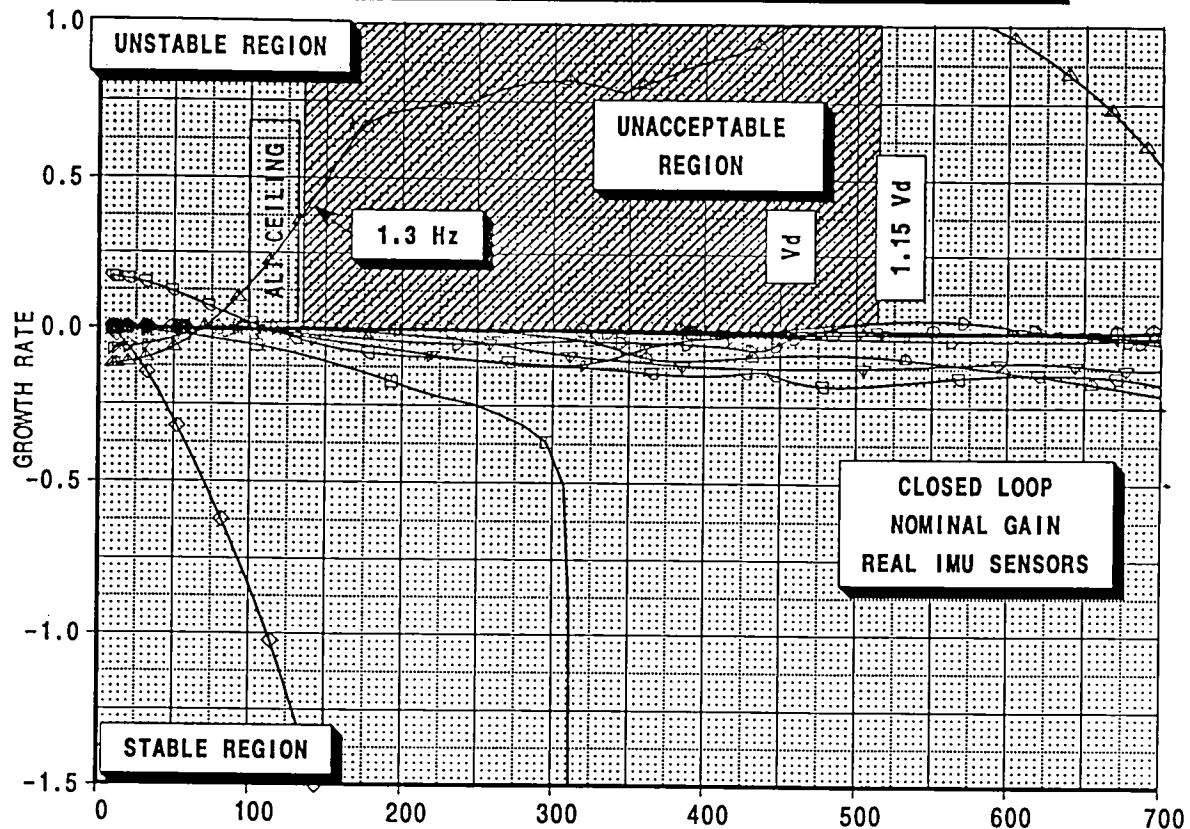 1.0
UNSTABLE REGION
UNACCEPTABLE
REGION
0.5
ALT CEILING
1.3 Hz
Vd
1.15 Vd
0.0
GROWTH RATE
-0.5
CLOSED LOOP
NOMINAL GAIN
REAL IMU SENSORS
-1.0
STABLE REGION
-1.5
0 100 200 300 400 500 600 700